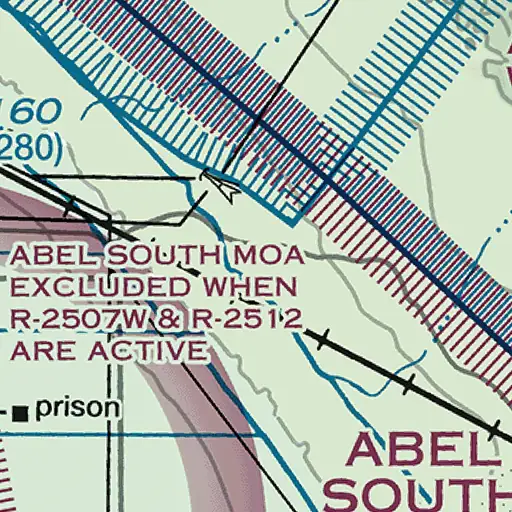 160
280)
ABEL SOUTH MOA
EXCLUDED WHEN
R-2507W & R-2512
ARE ACTIVE
prison
ABEL
SOUTH